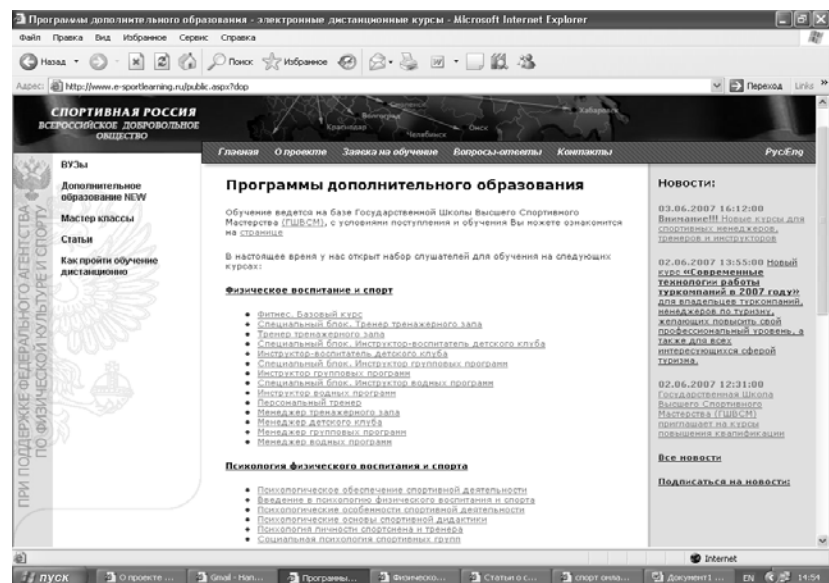 Программы дополнительного образования - электронные дистанционные курсы - Microsoft Internet Explorer
Файл Правка Вид Избранное Сервис Справка
Назад Поиск Избранное
Адрес: http://www.e-sportlearning.ru/public.aspx?dop Переход Links
СПОРТИВНАЯ РОССИЯ
ВСЕРОССИЙСКОЕ ДОБРОВОЛЬНОЕ
ОБЩЕСТВО
Волгоград
Хабаровск
Краснодар
Омск
Челябинск
Главная О проекте Заявка на обучение Вопросы-ответы Контакты Рус/Eng
ПРИ ПОДДЕРЖКЕ ФЕДЕРАЛЬНОГО АГЕНТСТВА
ПО ФИЗИЧЕСКОЙ КУЛЬТУРЕ И СПОРТУ
ВУЗы
Дополнительное
образование NEW
Мастер классы
Статьи
Как пройти обучение
дистанционно
Программы дополнительного образования
Обучение ведется на базе Государственной Школы Высшего Спортивного
Мастерства (ГШВСМ), с условиями поступления и обучения Вы можете ознакомится
на странице
В настоящее время у нас открыт набор слушателей для обучения на следующих
курсах:
Физическое воспитание и спорт
Фитнес. Базовый курс
Специальный блок. Тренер тренажерного зала
Тренер тренажерного зала
Специальный блок. Инструктор-воспитатель детского клуба
Инструктор-воспитатель детского клуба
Специальный блок. Инструктор групповых программ
Инструктор групповых программ
Специальный блок. Инструктор водных программ
Инструктор водных программ
Персональный тренер
Менеджер тренажерного зала
Менеджер детского клуба
Менеджер групповых программ
Менеджер водных программ
Психология физического воспитания и спорта
Психологическое обеспечение спортивной деятельности
Введение в психологию физического воспитания и спорта
Психологические особенности спортивной деятельности
Психологические основы спортивной дидактики
Психология личности спортсмена и тренера
Социальная психология спортивных групп
Новости:
03.06.2007 16:12:00
Внимание!!! Новые курсы для
спортивных менеджеров,
тренеров и инструкторов
02.06.2007 13:55:00 Новый
курс «Современные
технологии работы
туркомпаний в 2007 году»
для владельцев туркомпаний,
менеджеров по туризму,
желающих повысить свой
профессиональный уровень, а
также для всех
интересующихся сферой
туризма.
02.06.2007 12:31:00
Государственная Школа
Высшего Спортивного
Мастерства (ГШВСМ)
приглашает на курсы
повышения квалификации
Все новости
Подписаться на новости:
Internet
пуск О проекте ... Gmail - Нап... Программы... Физическо... Статьи о с... спорт онла... Документ1 ... EN 14:54